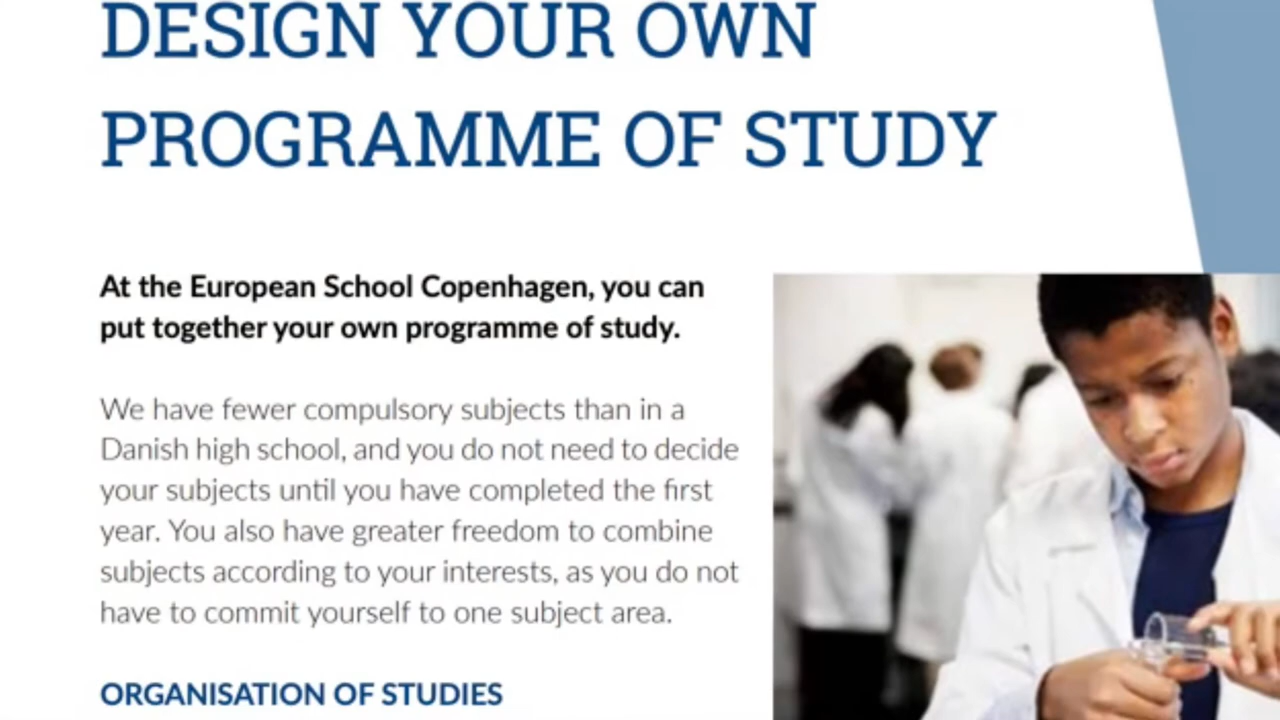 DESIGN YOUR OWN
PROGRAMME OF STUDY
At the European School Copenhagen, you can
put together your own programme of study.
We have fewer compulsory subjects than in a
Danish high school, and you do not need to decide
your subjects until you have completed the first
year. You also have greater freedom to combine
subjects according to your interests, as you do not
have to commit yourself to one subject area.
ORGANISATION OF STUDIES